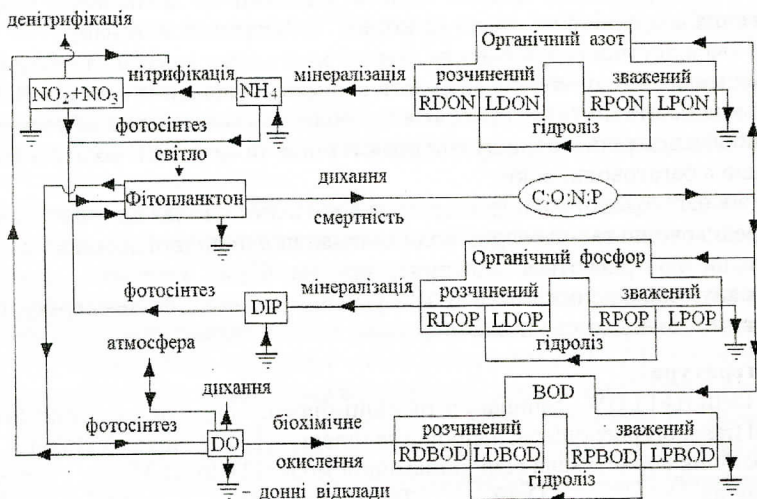 денітрифікація
Органічний азот
нітрифікація
мінералізація
розчинений
зважений
NO₂+NO₃
NH₄
RDON LDON
RPON LPON
фотосінтез
гідроліз
світло
дихання
Фітопланктон
C:O:N:P
смертність
Органічний фосфор
фотосінтез
DIP
мінералізація
розчинений
зважений
RDOP LDOP
RPOP LPOP
атмосфера
гідроліз
дихання
BOD
фотосінтез
DO
біохімічне
окислення
розчинений
зважений
RDBOD LDBOD
RPBOD LPBOD
гідроліз
– донні відклади